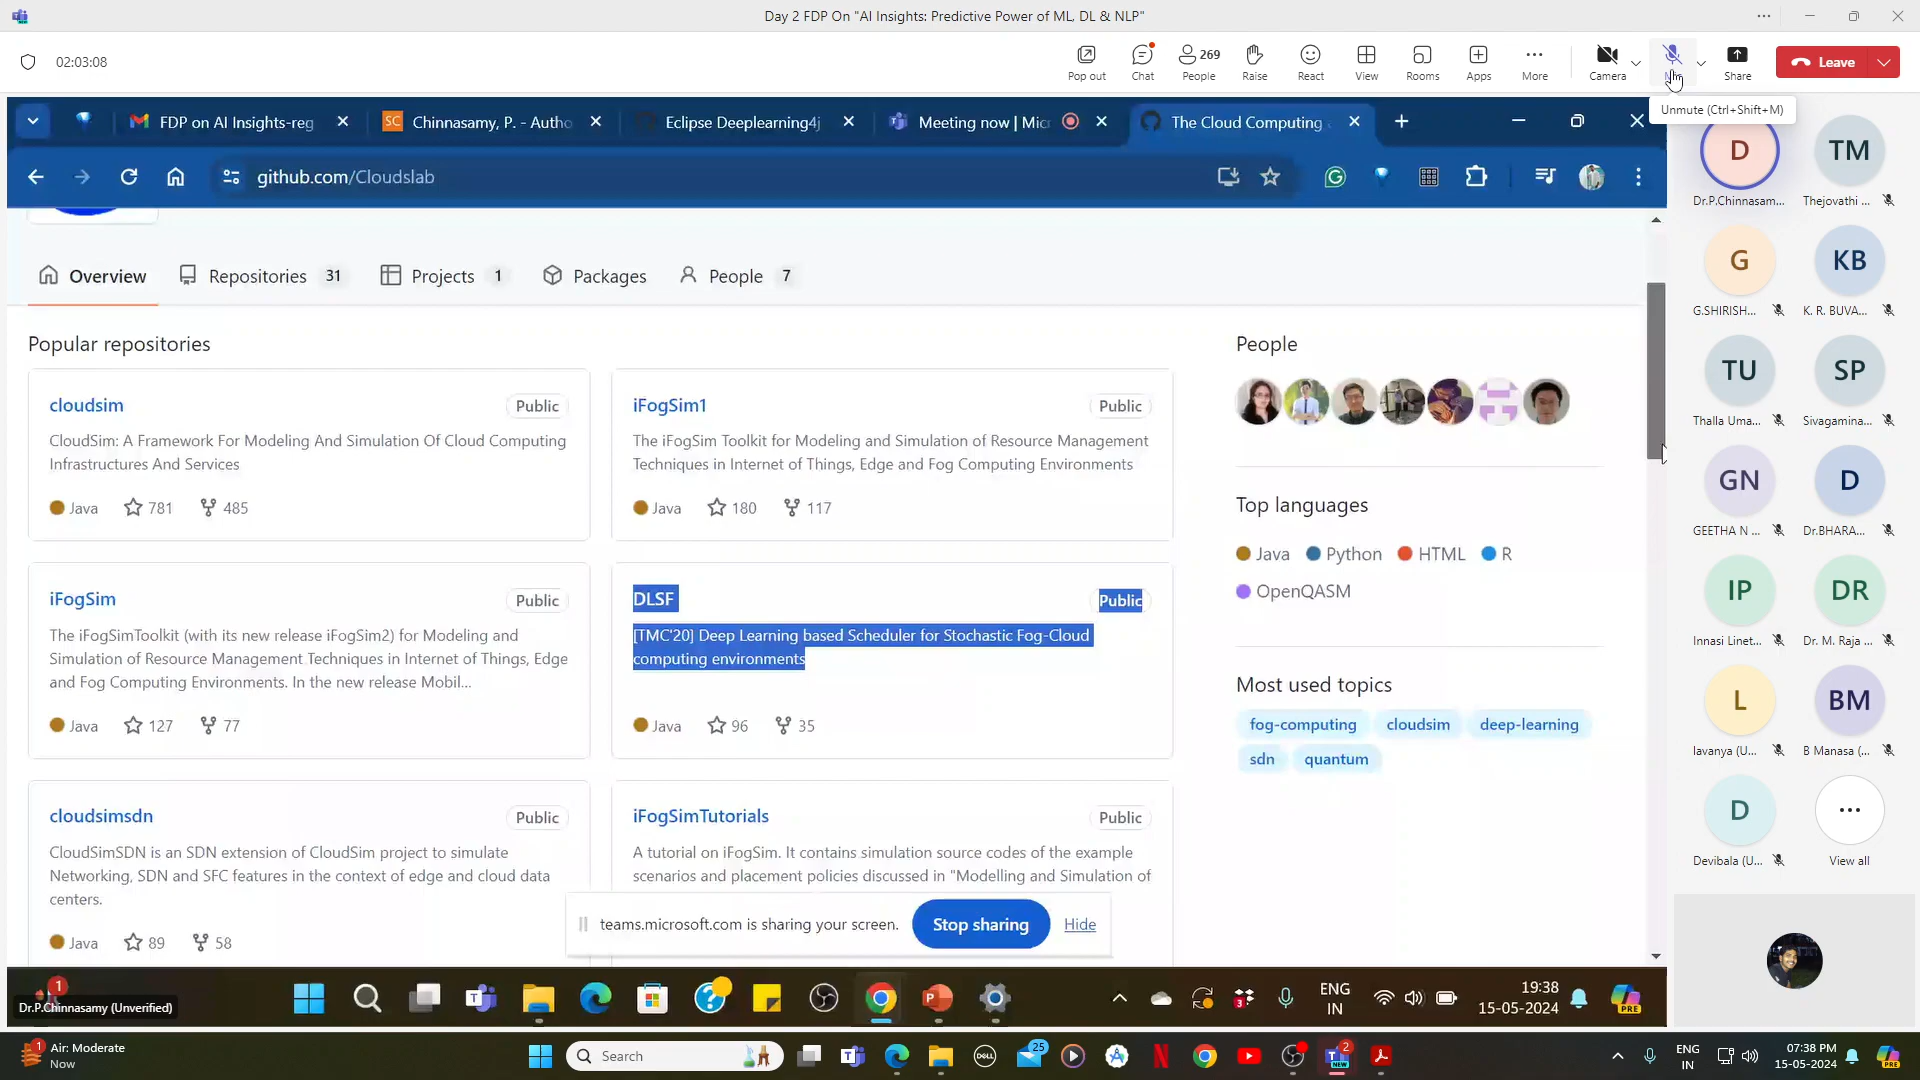 Day 2 FDP On "AI Insights: Predictive Power of ML, DL & NLP"
02:03:08
Pop out
Chat
269
People
Raise
React
View
Rooms
Apps
More
Camera
Share
Leave
Unmute (Ctrl+Shift+M)
FDP on AI Insights-reg
SC
Chinnasamy, P. - Autho
Eclipse Deeplearning4j
Meeting now | Mic
The Cloud Computing
github.com/Cloudslab
Overview
Repositories 31
Projects 1
Packages
People 7
Popular repositories
cloudsim
Public
CloudSim: A Framework For Modeling And Simulation Of Cloud Computing
Infrastructures And Services
Java 781 485
iFogSim1
Public
The iFogSim Toolkit for Modeling and Simulation of Resource Management
Techniques in Internet of Things, Edge and Fog Computing Environments
Java 180 117
iFogSim
Public
The iFogSimToolkit (with its new release iFogSim2) for Modeling and
Simulation of Resource Management Techniques in Internet of Things, Edge
and Fog Computing Environments. In the new release Mobil...
Java 127 77
DLSF
Public
[TMC'20] Deep Learning based Scheduler for Stochastic Fog-Cloud
computing environments
Java 96 35
cloudsimsdn
Public
CloudSimSDN is an SDN extension of CloudSim project to simulate
Networking, SDN and SFC features in the context of edge and cloud data
centers.
Java 89 58
iFogSimTutorials
Public
A tutorial on iFogSim. It contains simulation source codes of the example
scenarios and placement policies discussed in "Modelling and Simulation of
People
Top languages
Java Python HTML R
OpenQASM
Most used topics
fog-computing cloudsim deep-learning
sdn quantum
teams.microsoft.com is sharing your screen.
Stop sharing
Hide
D
Dr.P.Chinnasam...
TM
Thejovathi ...
G
G.SHIRISH...
KB
K. R. BUVA...
TU
Thalla Uma...
SP
Sivagamina...
GN
GEETHA N ...
D
Dr.BHARA...
IP
Innasi Linet...
DR
Dr. M. Raja ...
L
lavanya (U...
BM
B Manasa (...
D
Devibala (U...
View all
1
Dr.P.Chinnasamy (Unverified)
3
ENG
IN
19:38
15-05-2024
PRE
1
Air: Moderate
Now
Search
DELL
25
N
2
NEW
ENG
IN
07:38 PM
15-05-2024
PRE